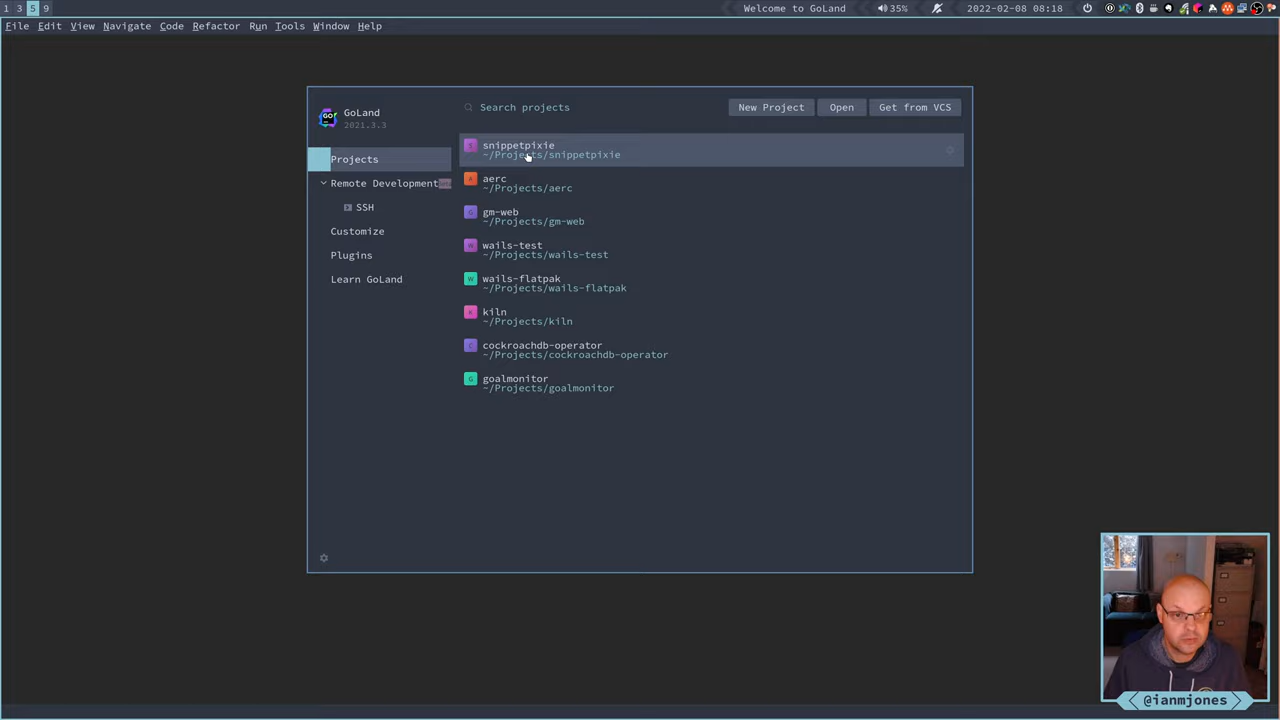 1 3 5 9
Welcome to GoLand
35%
2022-02-08 08:18
File Edit View Navigate Code Refactor Run Tools Window Help
GoLand
2021.3.3
Search projects
New Project
Open
Get from VCS
Projects
Remote Development
SSH
Customize
Plugins
Learn GoLand
snippetpixie
~/Projects/snippetpixie
aerc
~/Projects/aerc
gm-web
~/Projects/gm-web
wails-test
~/Projects/wails-test
wails-flatpak
~/Projects/wails-flatpak
kiln
~/Projects/kiln
cockroachdb-operator
~/Projects/cockroachdb-operator
goalmonitor
~/Projects/goalmonitor
@ianmjones